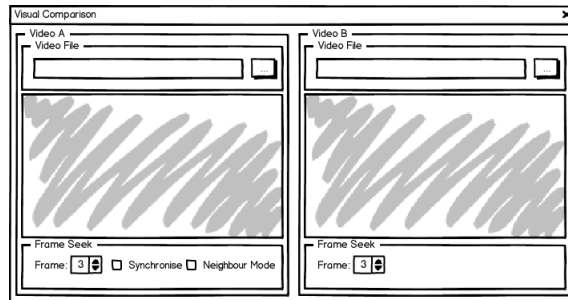 Visual Comparison
Video A
Video File
...
Frame Seek
Frame: 3 Synchronise Neighbour Mode
Video B
Video File
...
Frame Seek
Frame: 3